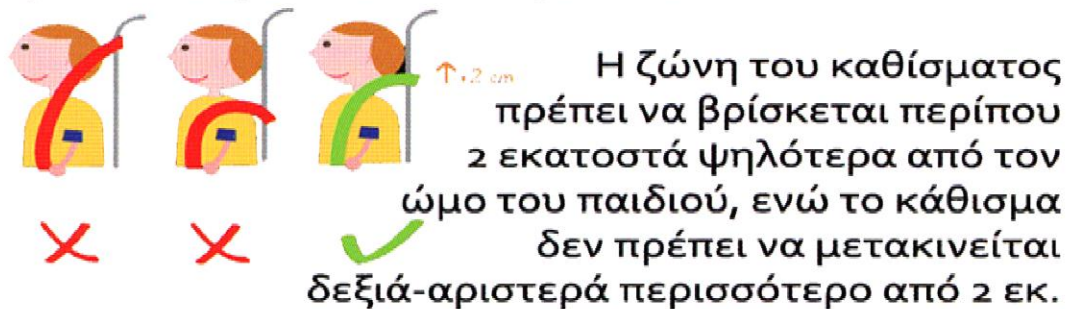 2 cm
Η ζώνη του καθίσματος
πρέπει να βρίσκεται περίπου
2 εκατοστά ψηλότερα από τον
ώμο του παιδιού, ενώ το κάθισμα
δεν πρέπει να μετακινείται
δεξιά-αριστερά περισσότερο από 2 εκ.